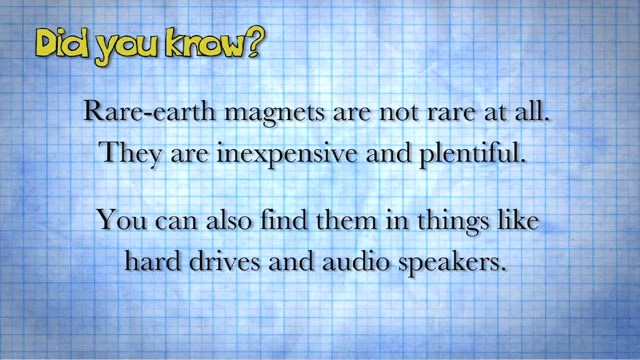 Did you know?
Rare-earth magnets are not rare at all.
They are inexpensive and plentiful.
You can also find them in things like
hard drives and audio speakers.